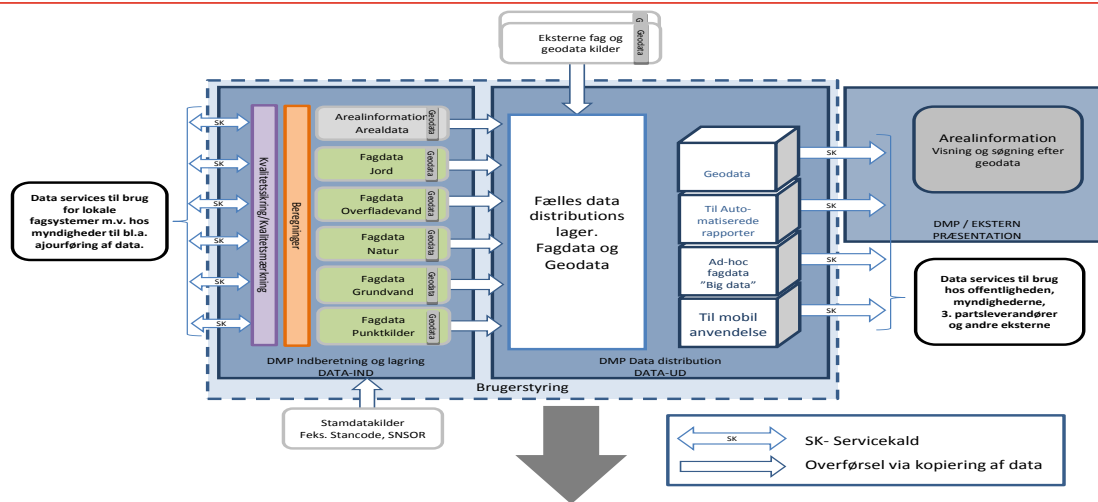 Eksterne fag og
geodata kilder
G
Geodata
Data services til brug
for lokale
fagsystemer m.v. hos
myndigheder til bl.a.
ajourføring af data.
SK
SK
SK
SK
SK
SK
Kvalitetssikring/Kvalitetsmærkning
Beregninger
Arealinformation
Arealdata
Geodata
Fagdata
Jord
Geodata
Fagdata
Overfladevand
Geodata
Fagdata
Natur
Geodata
Fagdata
Grundvand
Geodata
Fagdata
Punktkilder
Geodata
DMP Indberetning og lagring
DATA-IND
Fælles data
distributions
lager.
Fagdata og
Geodata
Geodata
Til Auto-
matiserede
rapporter
Ad-hoc
fagdata
”Big data”
Til mobil
anvendelse
DMP Data distribution
DATA-UD
Brugerstyring
SK
SK
SK
SK
Arealinformation
Visning og søgning efter
geodata
DMP / EKSTERN
PRÆSENTATION
Data services til brug
hos offentligheden,
myndighederne,
3. partsleverandører
og andre eksterne
Stamdatakilder
Feks. Stancode, SNSOR
SK
SK- Servicekald
Overførsel via kopiering af data